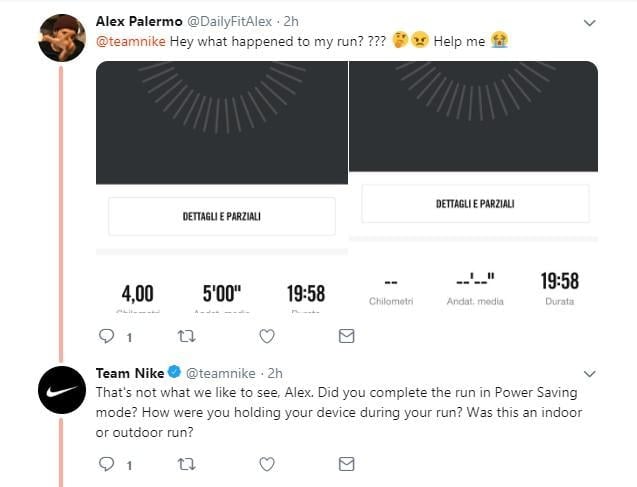 Alex Palermo @DailyFitAlex · 2h
@teamnike Hey what happened to my run? ??? 🤔😠 Help me 😭
DETTAGLI E PARZIALI
4,00 5'00" 19:58
DETTAGLI E PARZIALI
-- --'--" 19:58
Chilometri Andat. media Durata
1
Team Nike @teamnike · 2h
That's not what we like to see, Alex. Did you complete the run in Power Saving
mode? How were you holding your device during your run? Was this an indoor
or outdoor run?
1